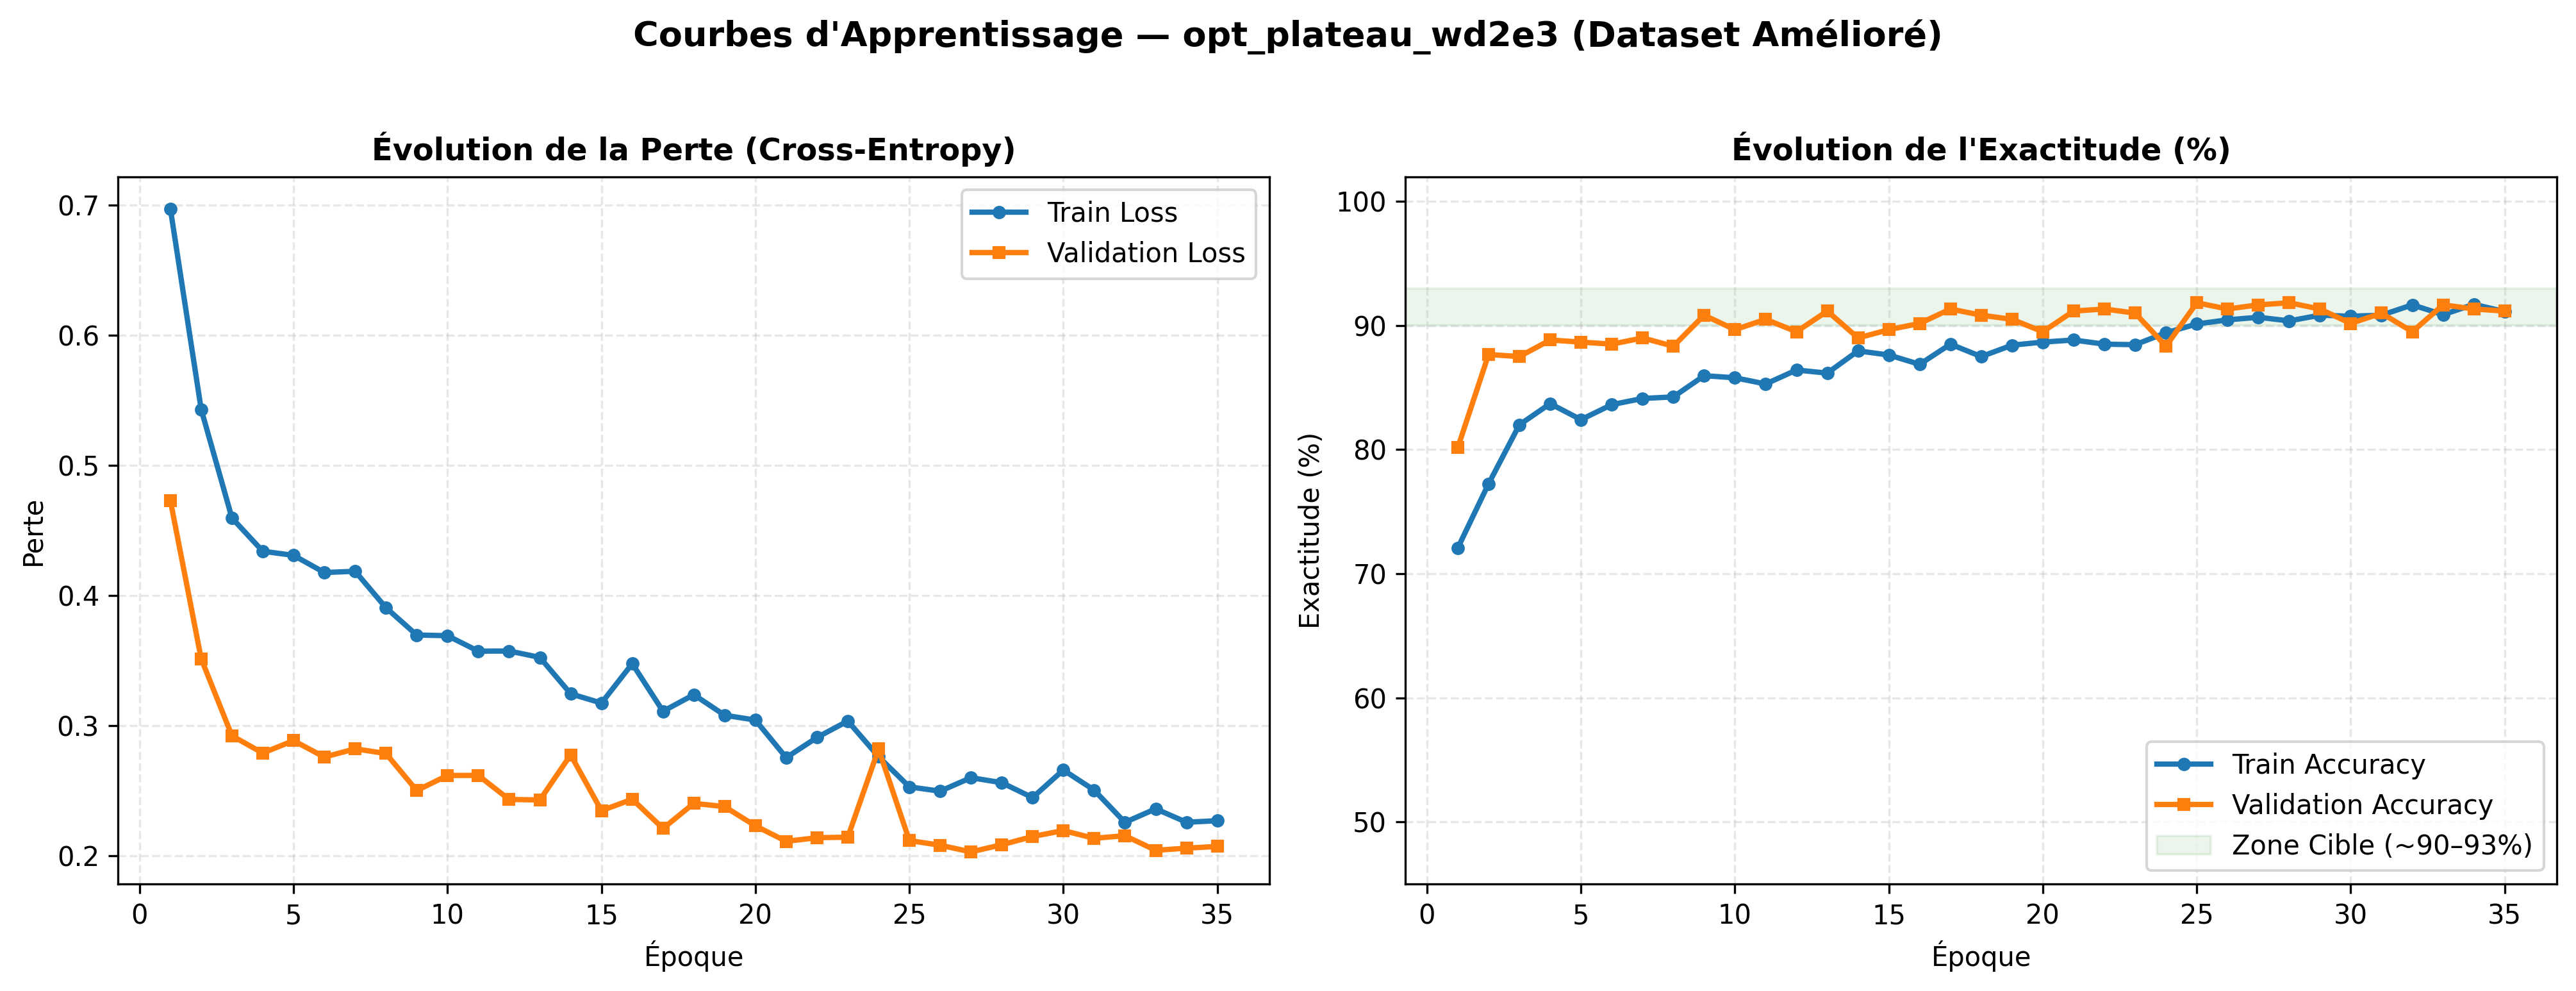 Courbes d'Apprentissage — opt_plateau_wd2e3 (Dataset Amélioré)
Évolution de la Perte (Cross-Entropy)
0.7
0.6
0.5
0.4
0.3
0.2
Perte
0
5
10
15
20
25
30
35
Époque
Train Loss
Validation Loss
Évolution de l'Exactitude (%)
100
90
80
70
60
50
Exactitude (%)
0
5
10
15
20
25
30
35
Époque
Train Accuracy
Validation Accuracy
Zone Cible (~90–93%)